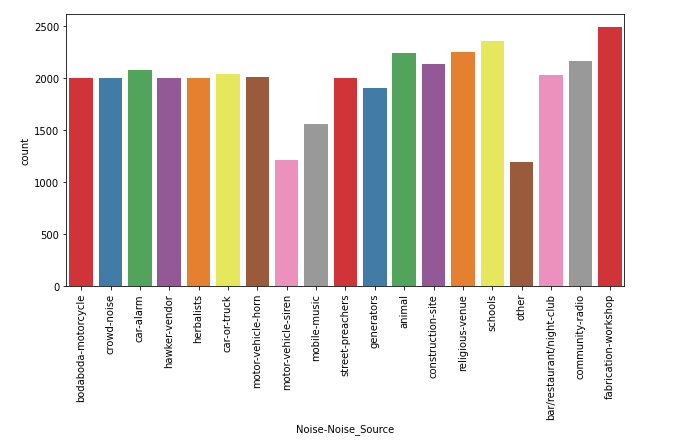 2500
2000
1500
1000
500
0
count
bodaboda-motorcycle
crowd-noise
car-alarm
hawker-vendor
herbalists
car-or-truck
motor-vehicle-horn
motor-vehicle-siren
mobile-music
street-preachers
generators
animal
construction-site
religious-venue
schools
other
bar/restaurant/night-club
community-radio
fabrication-workshop
Noise-Noise_Source